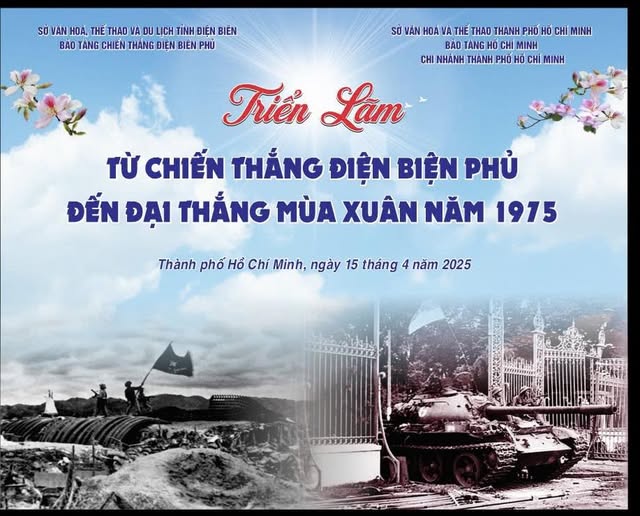 SỞ VĂN HOÁ, THỂ THAO VÀ DU LỊCH TỈNH ĐIỆN BIÊN
BẢO TÀNG CHIẾN THẮNG ĐIỆN BIÊN PHỦ
SỞ VĂN HOÁ VÀ THỂ THAO THÀNH PHỐ HỒ CHÍ MINH
BẢO TÀNG HỒ CHÍ MINH
CHI NHÁNH THÀNH PHỐ HỒ CHÍ MINH
Triển Lãm
TỪ CHIẾN THẮNG ĐIỆN BIỆN PHỦ
ĐẾN ĐẠI THẮNG MÙA XUÂN NĂM 1975
Thành phố Hồ Chí Minh, ngày 15 tháng 4 năm 2025